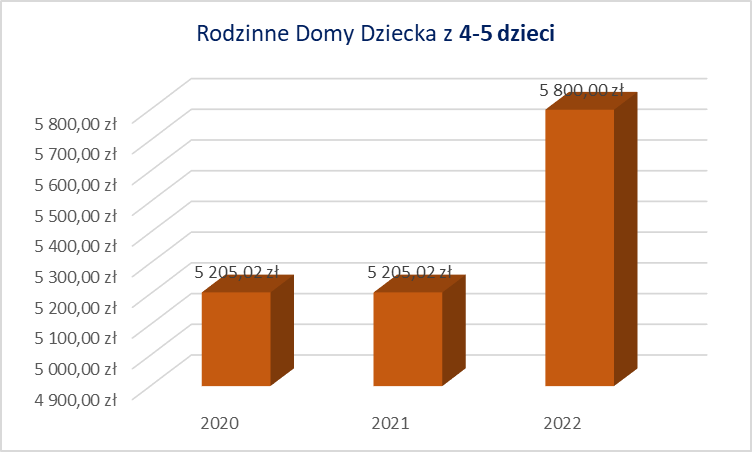 Rodzinne Domy Dziecka z 4-5 dzieci
5 800,00 zł
5 800,00 zł
5 700,00 zł
5 600,00 zł
5 500,00 zł
5 400,00 zł
5 300,00 zł
5 205,02 zł 5 205,02 zł
5 200,00 zł
5 100,00 zł
5 000,00 zł
4 900,00 zł
2020 2021 2022